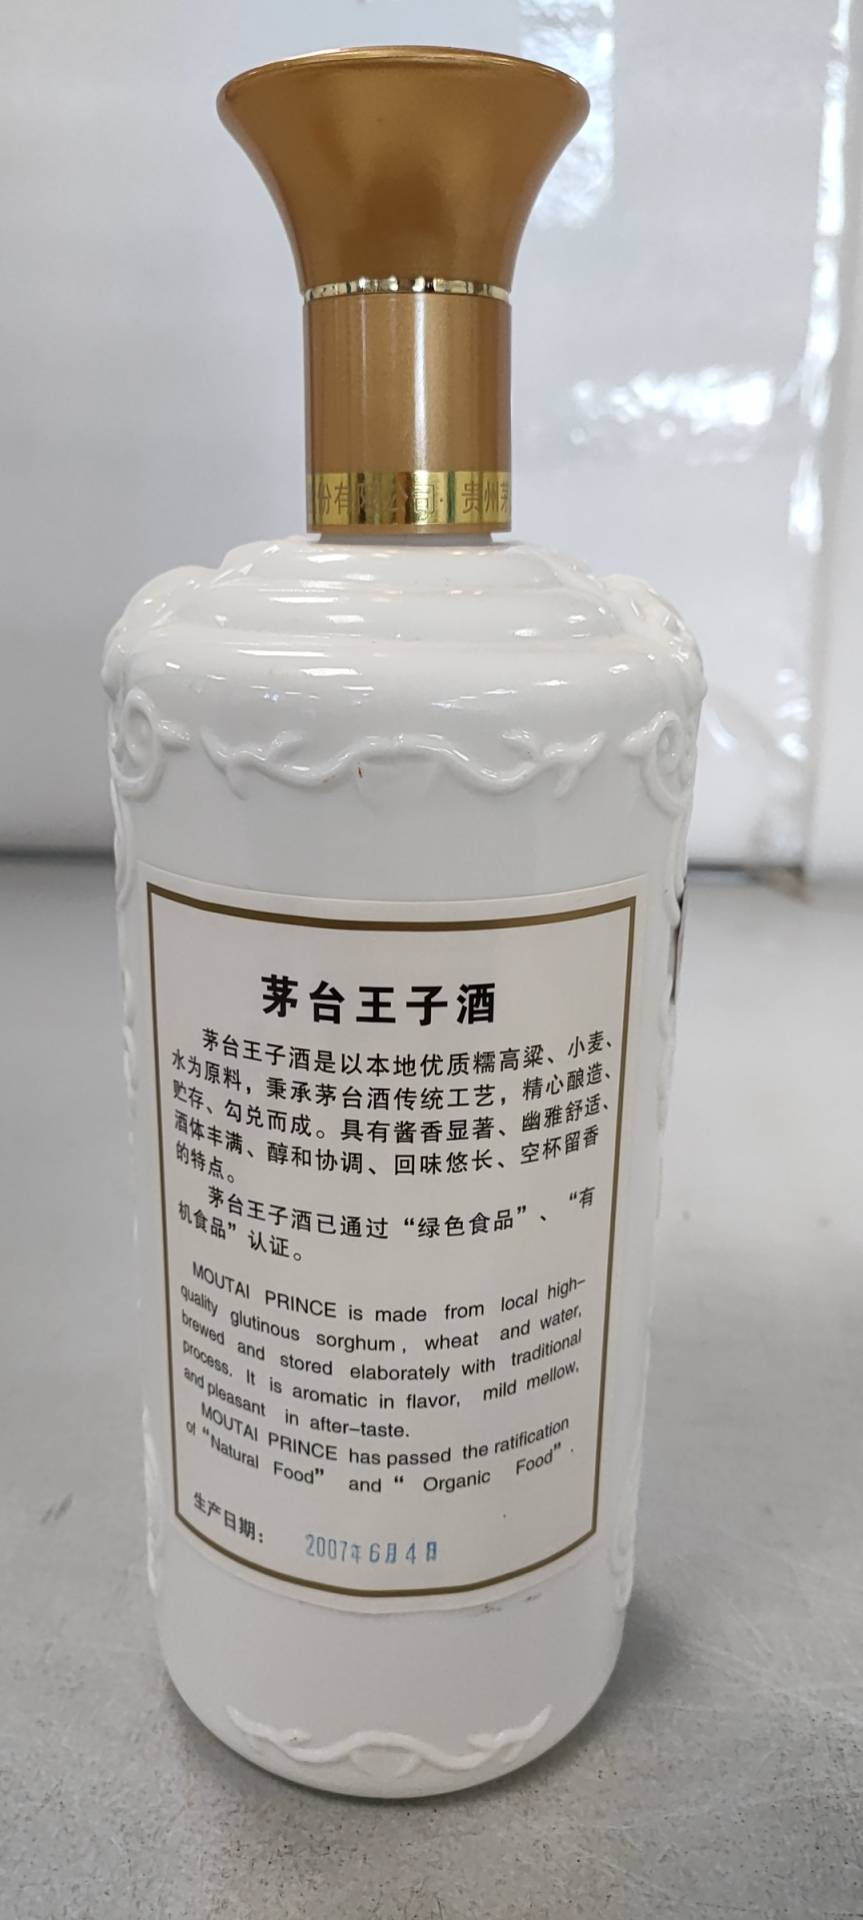 份有限公司· 贵州茅
茅台王子酒
茅台王子酒是以本地优质糯高粱、小麦、
水为原料，秉承茅台酒传统工艺，精心酿造、
贮存、勾兑而成。具有酱香显著、幽雅舒适、
酒体丰满、醇和协调、回味悠长、空杯留香
的特点。
茅台王子酒已通过“绿色食品”、“有
机食品”认证。
MOUTAI PRINCE is made from local high-
quality glutinous sorghum, wheat and water,
brewed and stored elaborately with traditional
process. It is aromatic in flavor, mild mellow,
and pleasant in after-taste.
MOUTAI PRINCE has passed the ratification
of “Natural Food” and “ Organic Food”.
生产日期：2007年6月4日